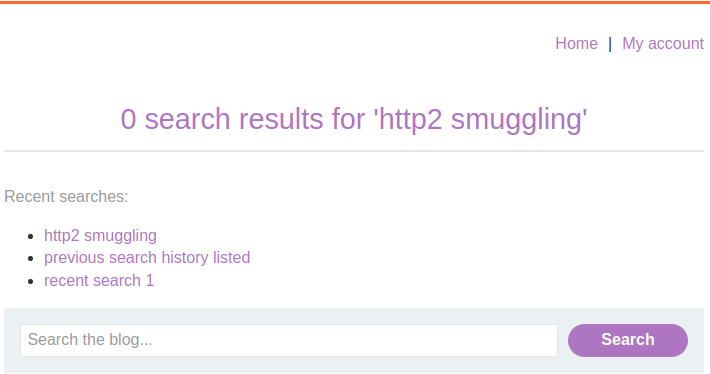 Home | My account
0 search results for 'http2 smuggling'
Recent searches:
http2 smuggling
previous search history listed
recent search 1
Search the blog... Search